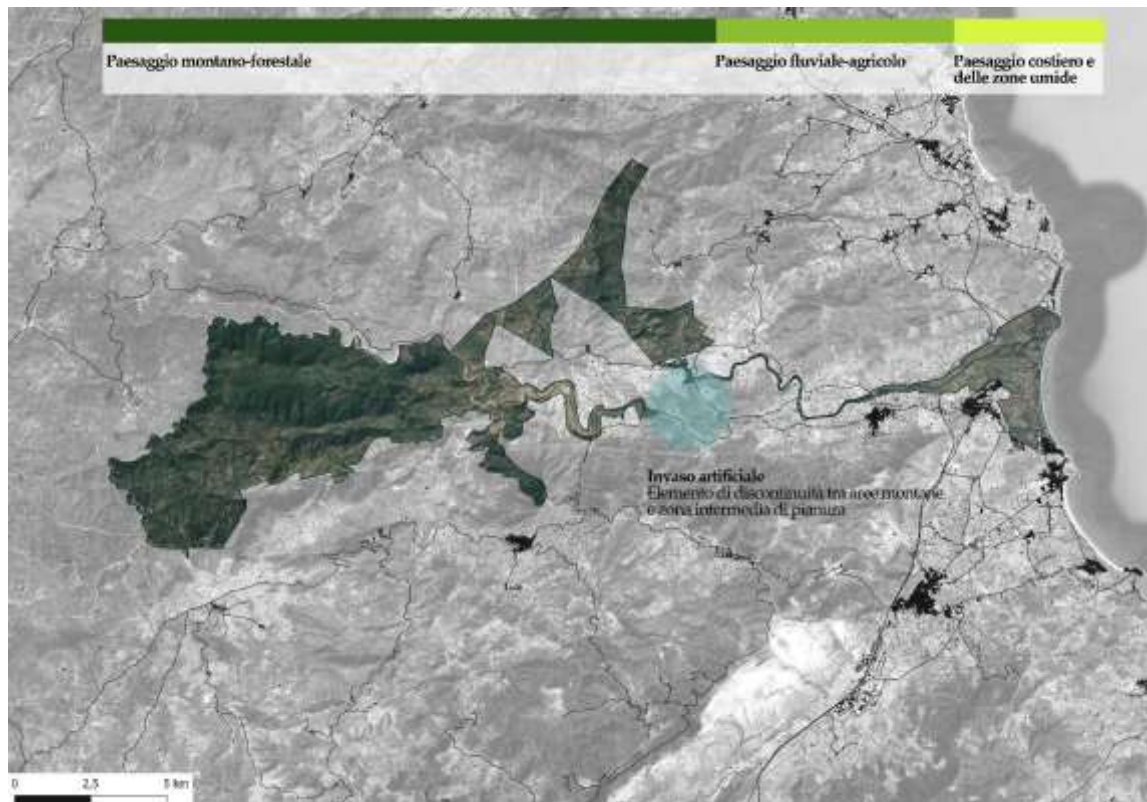 Paesaggio montano-forestale
Paesaggio fluviale-agricolo
Paesaggio costiero e
delle zone umide
Invaso artificiale
Elemento di discontinuità tra aree montane
e zona intermedia di pianura
0 2,5 5 km